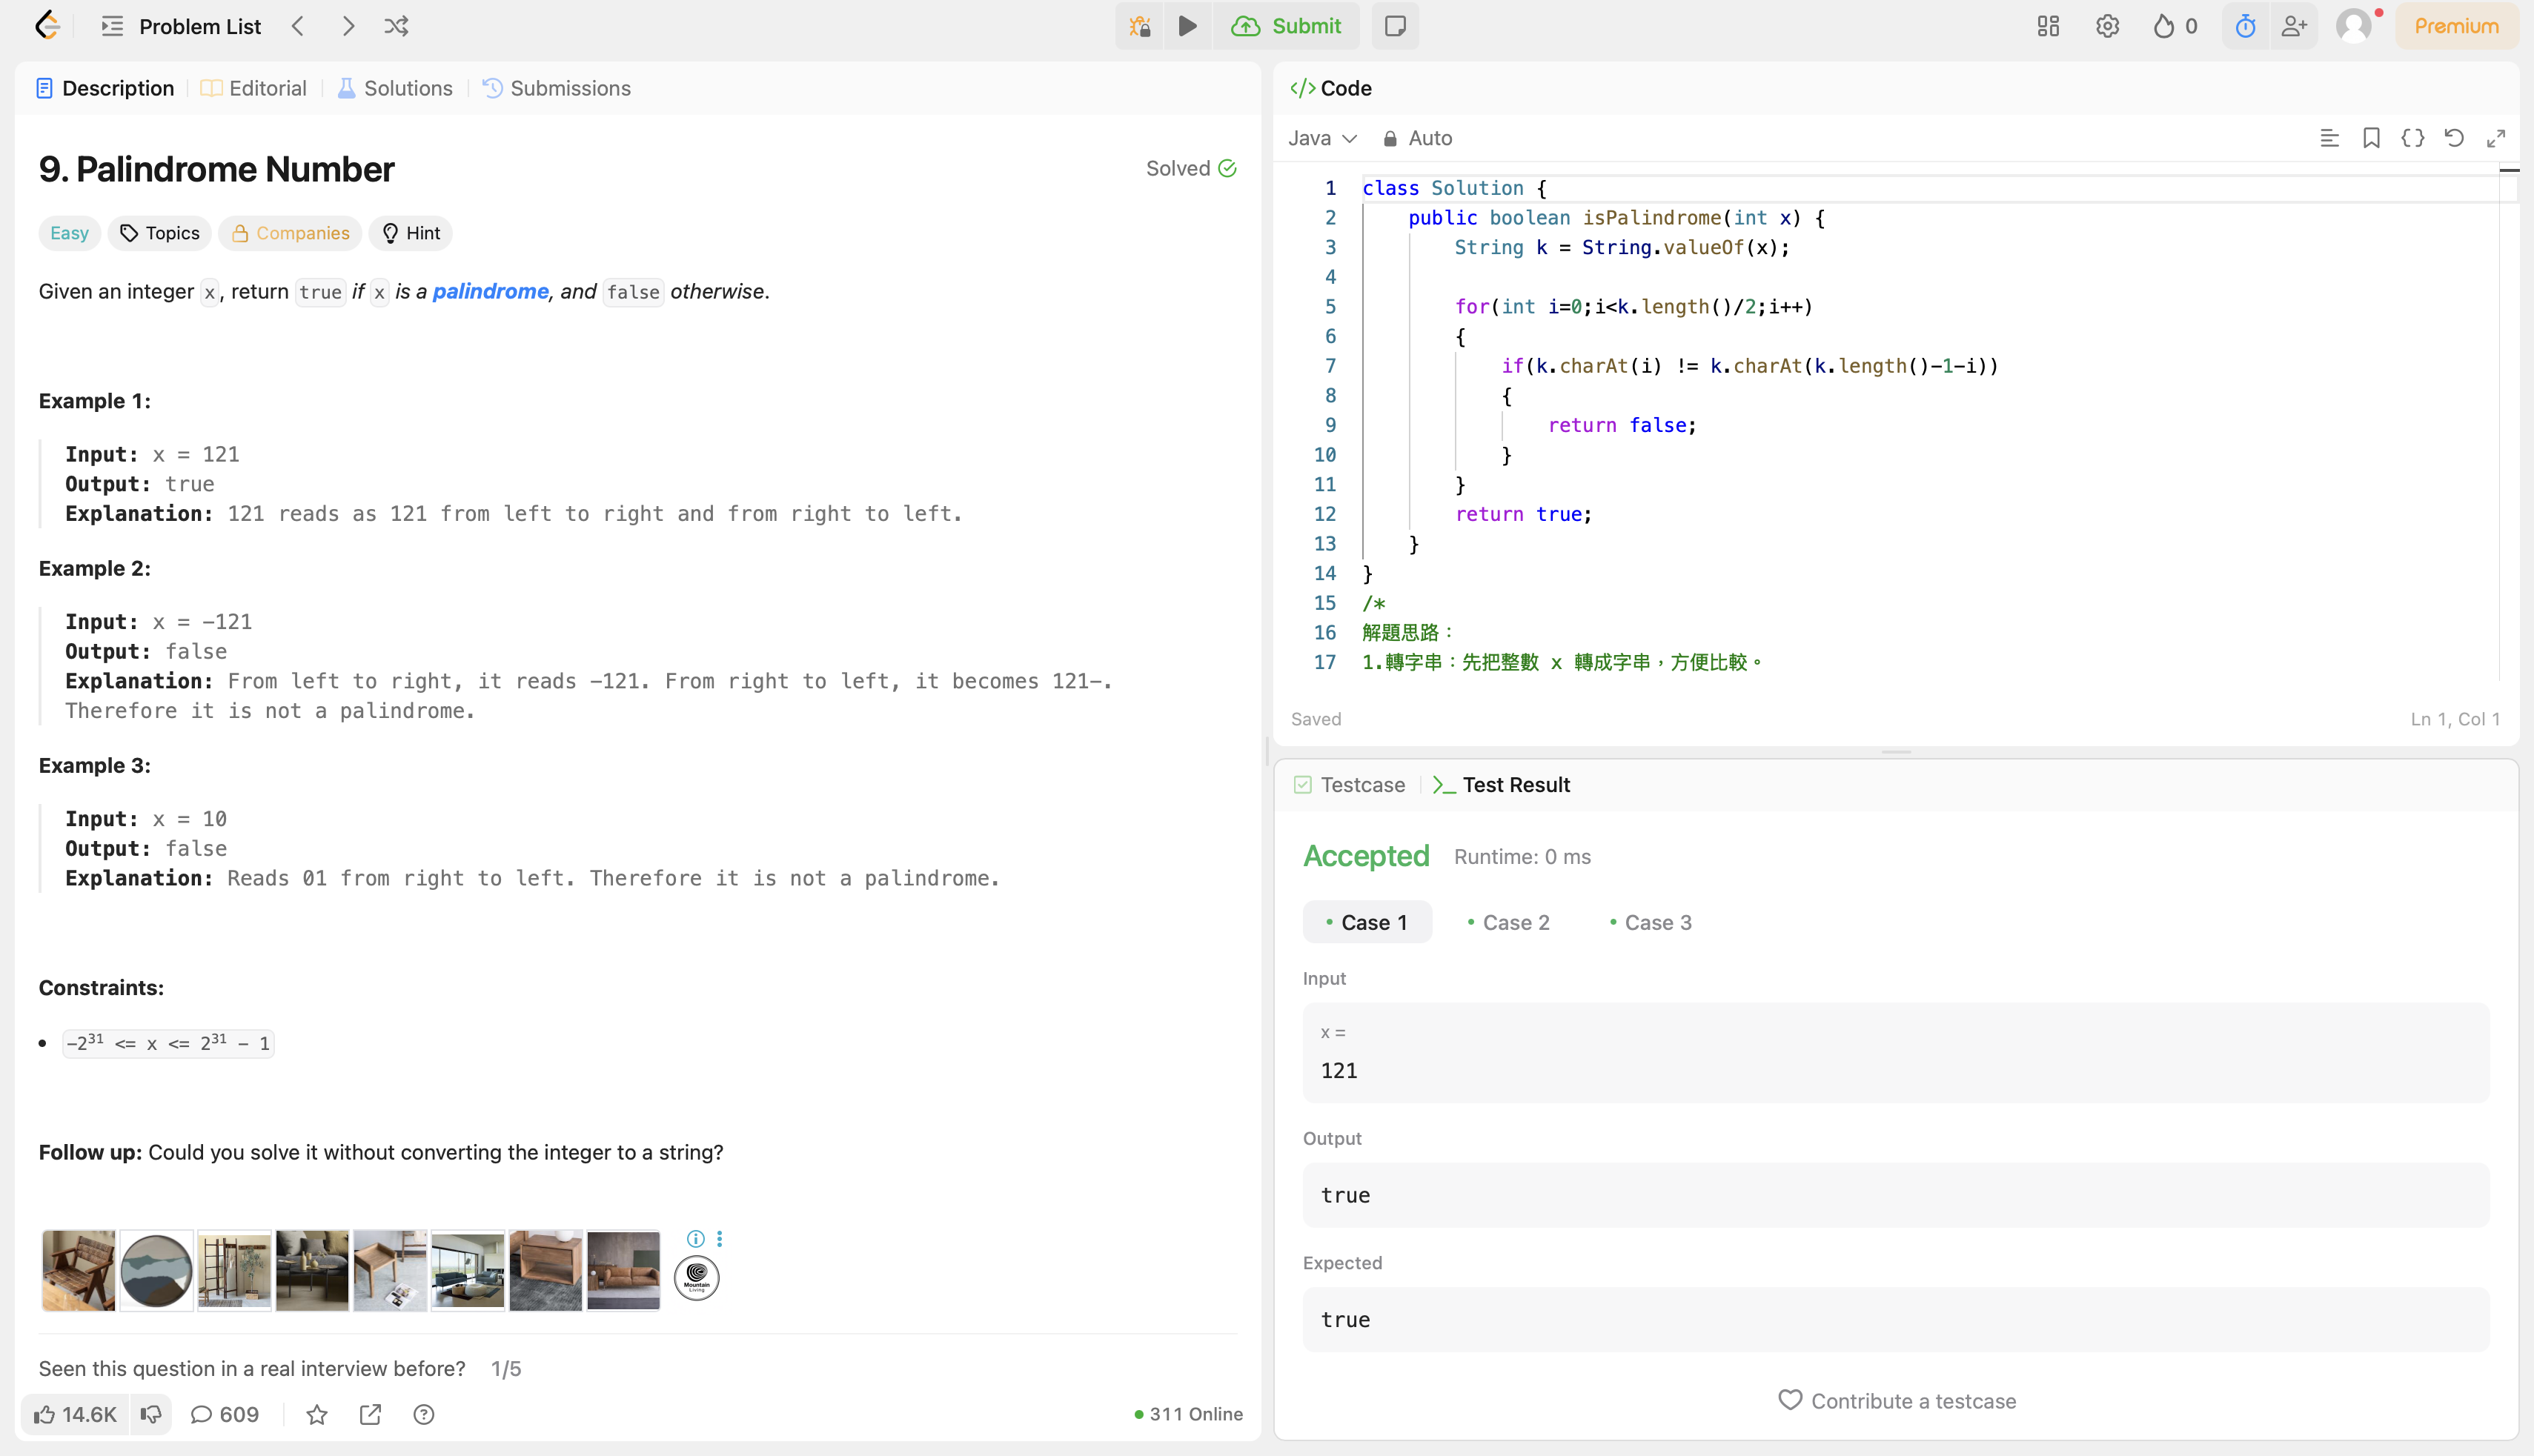 Problem List
Submit
0
Premium
Description
Editorial
Solutions
Submissions
9. Palindrome Number
Solved
Easy
Topics
Companies
Hint
Given an integer x, return true if x is a palindrome, and false otherwise.
Example 1:
Input: x = 121
Output: true
Explanation: 121 reads as 121 from left to right and from right to left.
Example 2:
Input: x = -121
Output: false
Explanation: From left to right, it reads -121. From right to left, it becomes 121-.
Therefore it is not a palindrome.
Example 3:
Input: x = 10
Output: false
Explanation: Reads 01 from right to left. Therefore it is not a palindrome.
Constraints:
-2³¹ <= x <= 2³¹ - 1
Follow up: Could you solve it without converting the integer to a string?
Mountain
Living
Seen this question in a real interview before? 1/5
14.6K
609
311 Online
Code
Java
Auto
1 class Solution {
2 public boolean isPalindrome(int x) {
3 String k = String.valueOf(x);
4
5 for(int i=0;i<k.length()/2;i++)
6 {
7 if(k.charAt(i) != k.charAt(k.length()-1-i))
8 {
9 return false;
10 }
11 }
12 return true;
13 }
14 }
15 /*
16 解題思路：
17 1.轉字串：先把整數 x 轉成字串，方便比較。
Saved
Ln 1, Col 1
Testcase
Test Result
Accepted
Runtime: 0 ms
Case 1
Case 2
Case 3
Input
x =
121
Output
true
Expected
true
Contribute a testcase